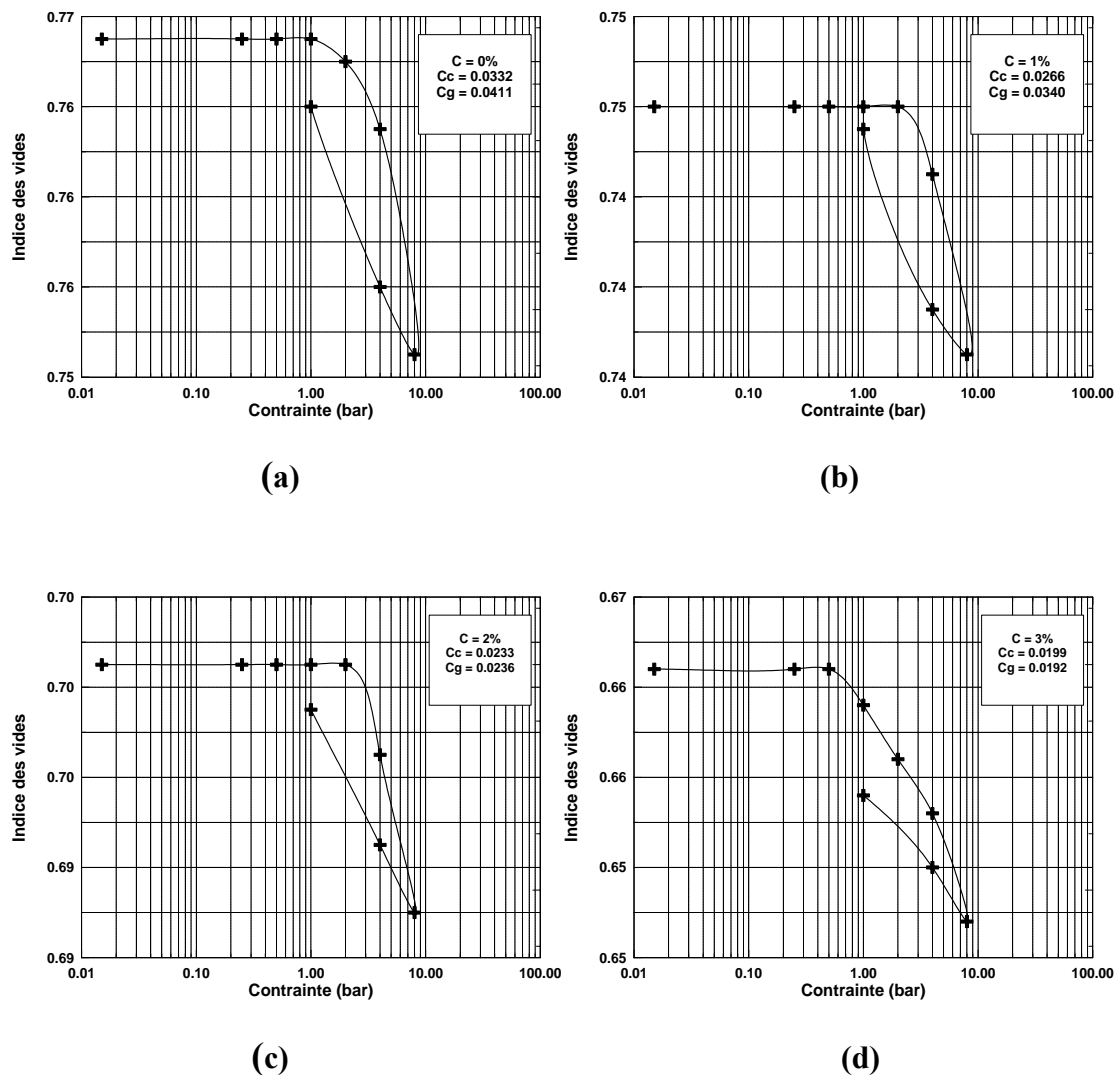 0.77
0.76
0.76
0.76
0.75
Indice des vides
C = 0%
Cc = 0.0332
Cg = 0.0411
0.01
0.10
1.00
10.00
100.00
Contrainte (bar)
(a)
0.75
0.75
0.74
0.74
0.74
Indice des vides
C = 1%
Cc = 0.0266
Cg = 0.0340
0.01
0.10
1.00
10.00
100.00
Contrainte (bar)
(b)
0.70
0.70
0.70
0.69
0.69
Indice des vides
C = 2%
Cc = 0.0233
Cg = 0.0236
0.01
0.10
1.00
10.00
100.00
Contrainte (bar)
(c)
0.67
0.66
0.66
0.65
0.65
Indice des vides
C = 3%
Cc = 0.0199
Cg = 0.0192
0.01
0.10
1.00
10.00
100.00
Contrainte (bar)
(d)